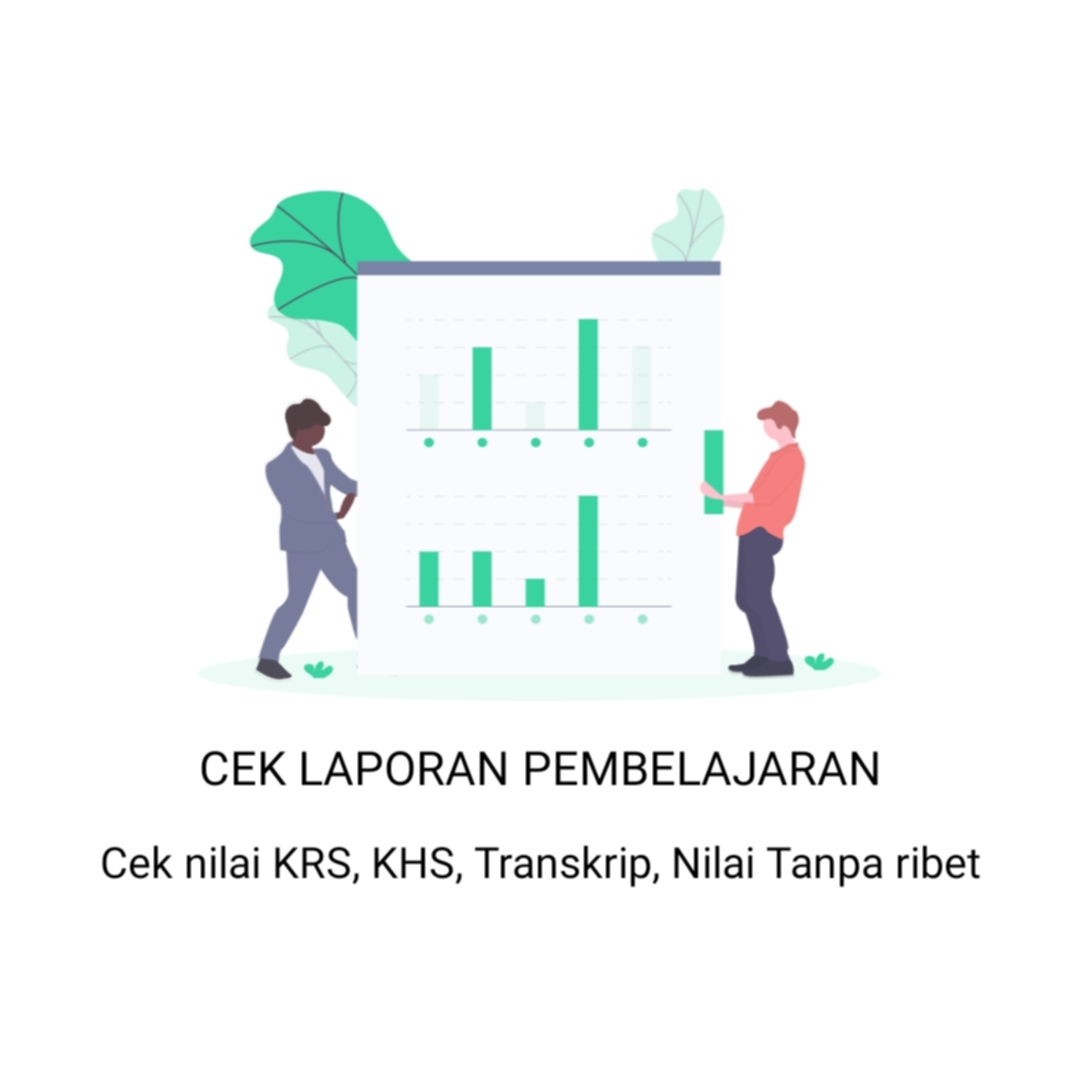 CEK LAPORAN PEMBELAJARAN
Cek nilai KRS, KHS, Transkrip, Nilai Tanpa ribet